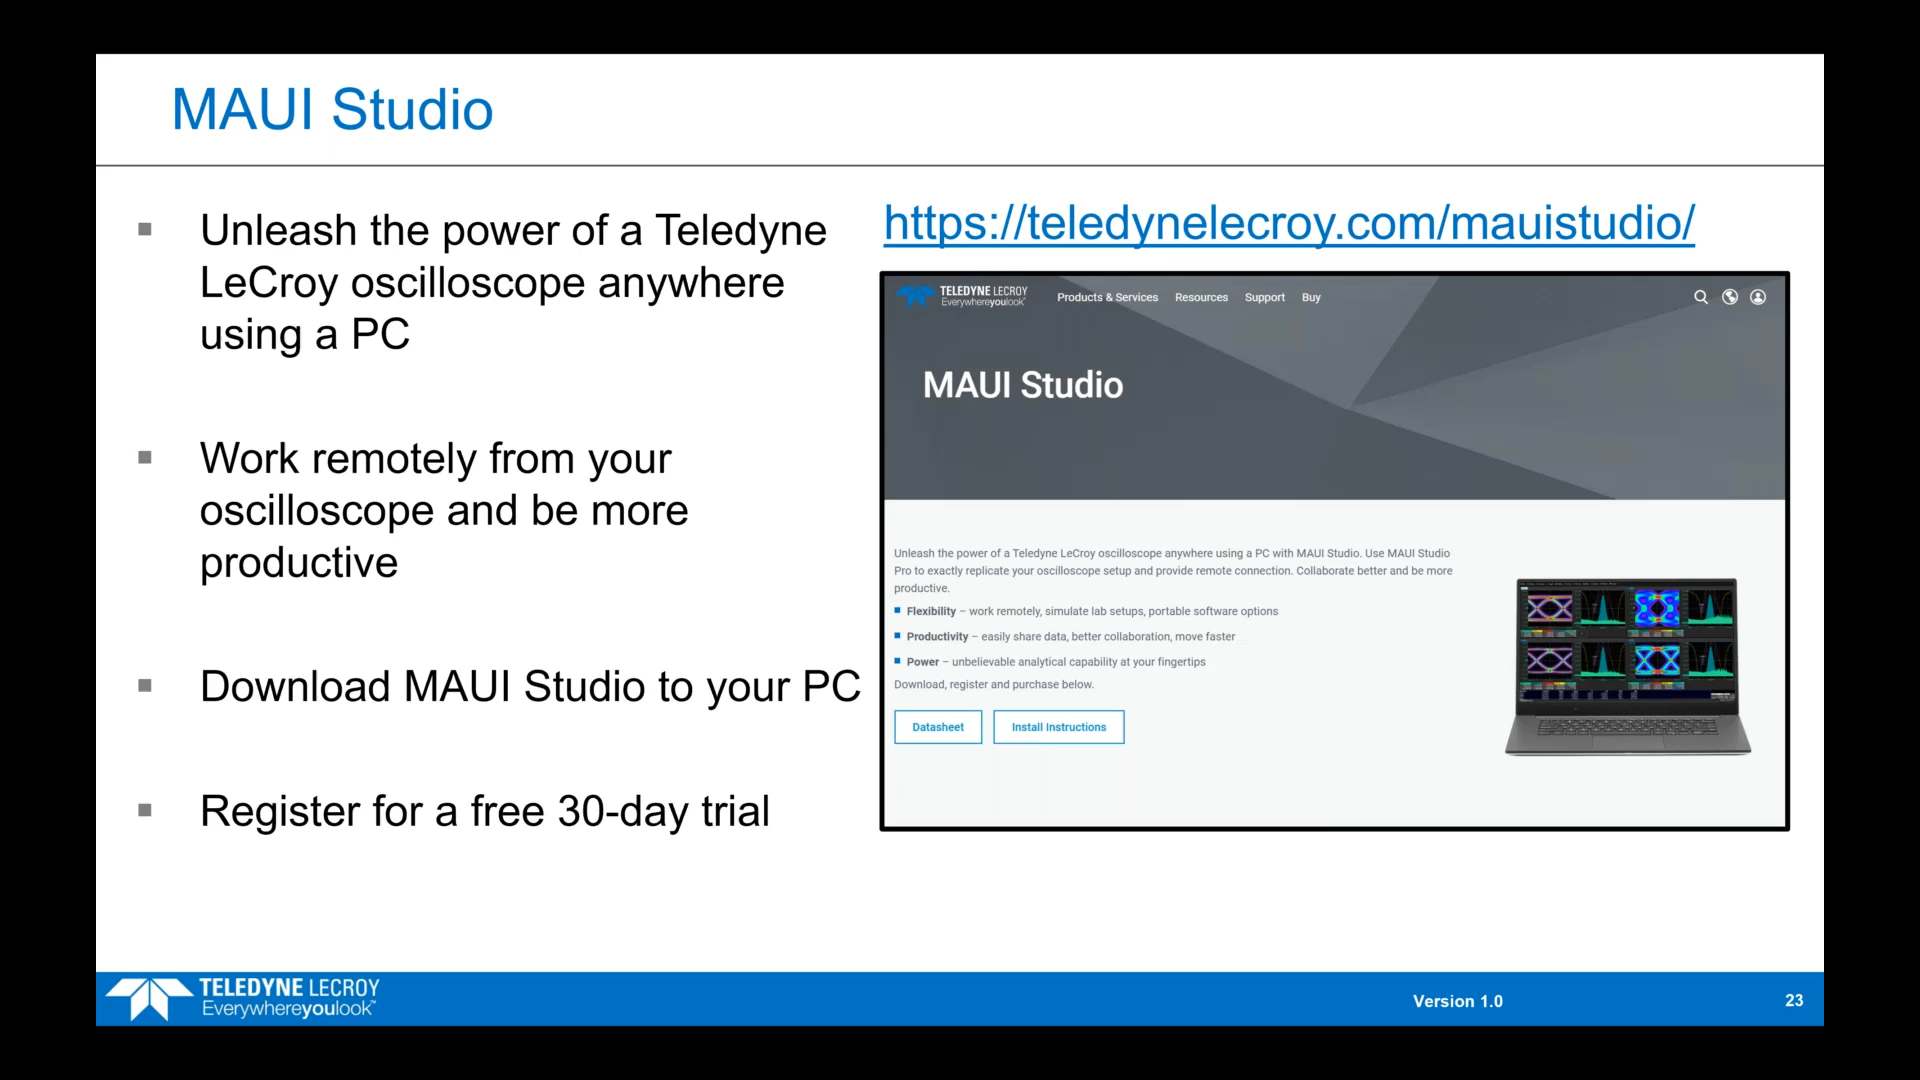 MAUI Studio
Unleash the power of a Teledyne
LeCroy oscilloscope anywhere
using a PC
Work remotely from your
oscilloscope and be more
productive
Download MAUI Studio to your PC
Register for a free 30-day trial
https://teledynelecroy.com/mauistudio/
TELEDYNE LECROY
Everywhereyoulook
Products & Services Resources Support Buy
MAUI Studio
Unleash the power of a Teledyne LeCroy oscilloscope anywhere using a PC with MAUI Studio. Use MAUI Studio
Pro to exactly replicate your oscilloscope setup and provide remote connection. Collaborate better and be more
productive.
Flexibility – work remotely, simulate lab setups, portable software options
Productivity – easily share data, better collaboration, move faster
Power – unbelievable analytical capability at your fingertips
Download, register and purchase below.
Datasheet Install Instructions
TELEDYNE LECROY
Everywhereyoulook™
Version 1.0
23